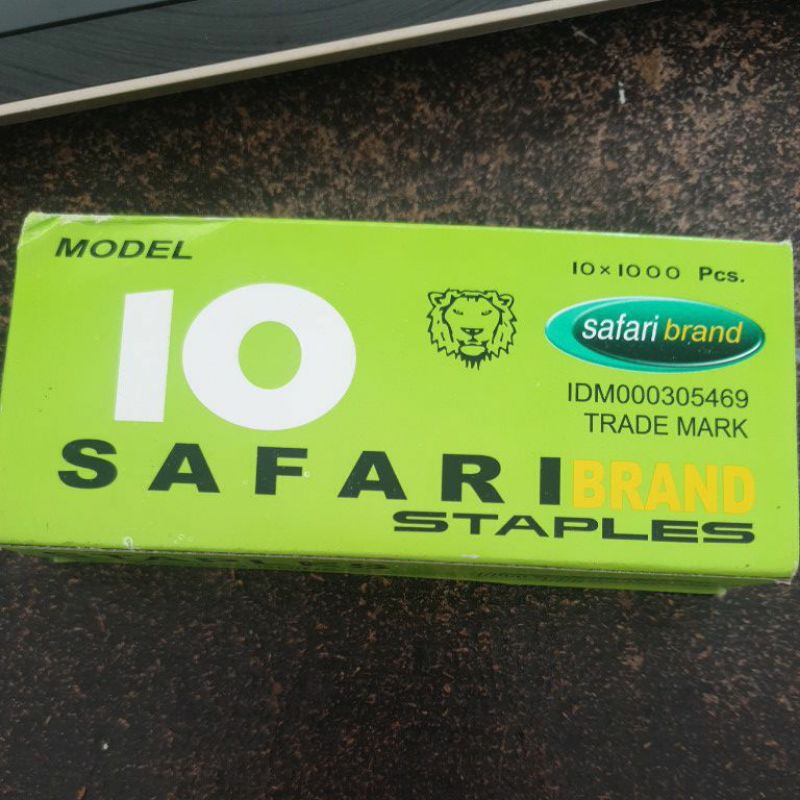 MODEL
10
10×1000 Pcs.
safari brand
IDM000305469
TRADE MARK
SAFARI BRAND
STAPLES